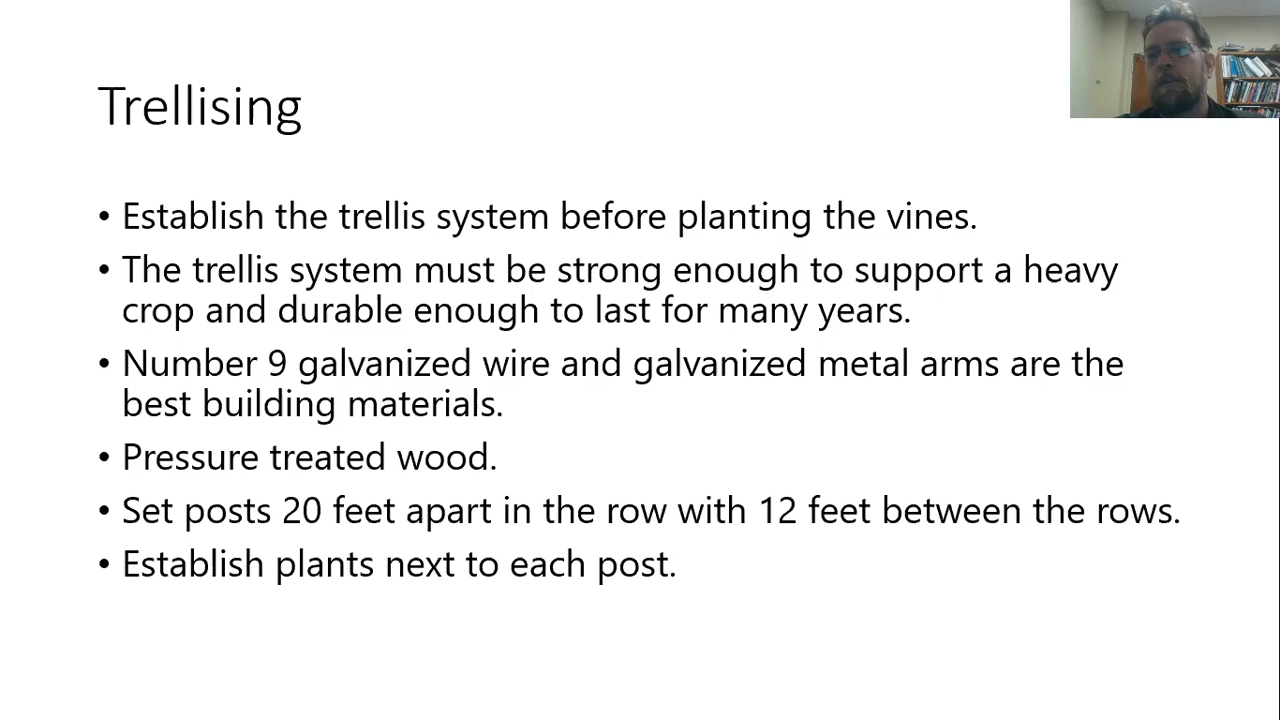 Trellising
• Establish the trellis system before planting the vines.
• The trellis system must be strong enough to support a heavy
crop and durable enough to last for many years.
• Number 9 galvanized wire and galvanized metal arms are the
best building materials.
• Pressure treated wood.
• Set posts 20 feet apart in the row with 12 feet between the rows.
• Establish plants next to each post.